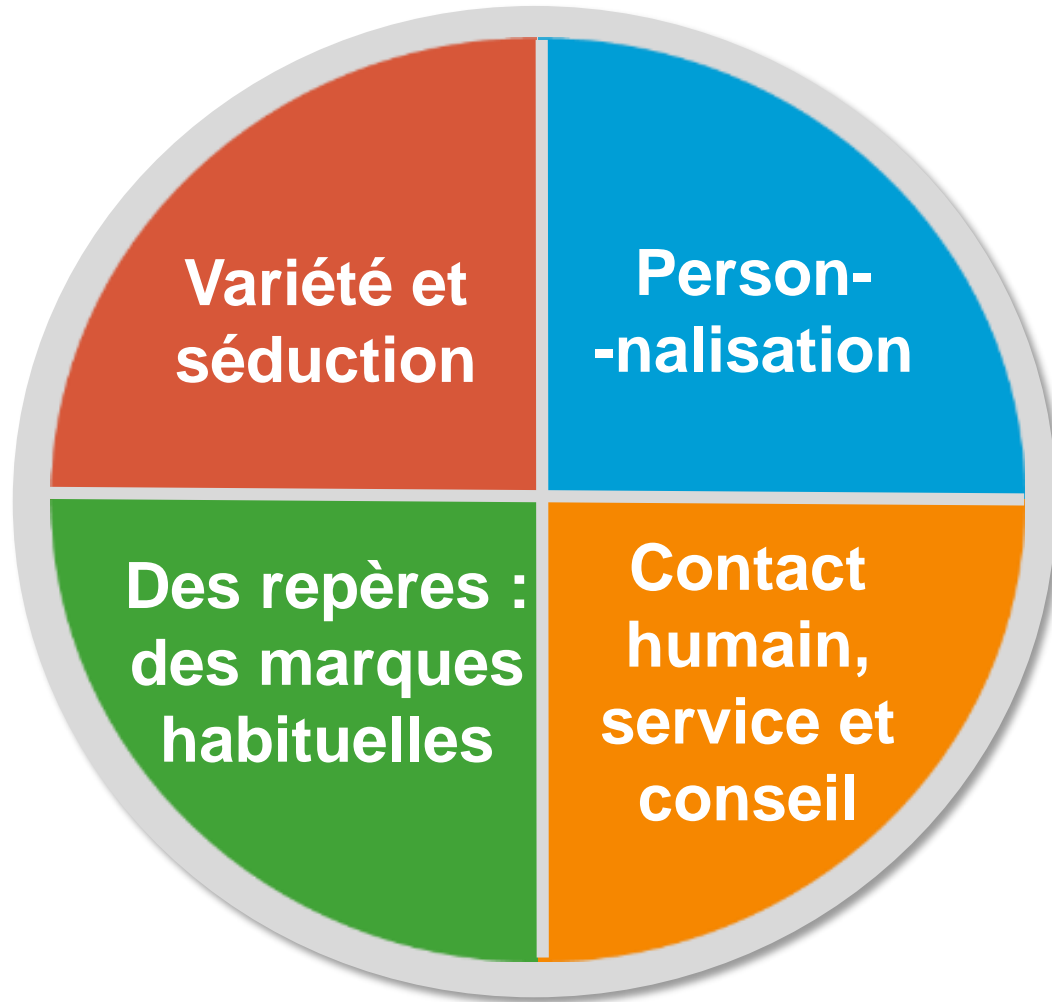 Variété et
séduction
Person-
-nalisation
Des repères :
des marques
habituelles
Contact
humain,
service et
conseil